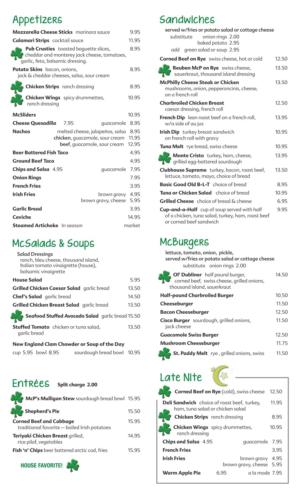 Appetizers
Mozzarella Cheese Sticks marinara sauce 9.95
Calamari Strips cocktail sauce 11.95
Pub Crusties toasted baguette slices, 8.95
cheddar and monterey jack cheese, tomatoes,
garlic, feta, balsamic dressing.
Potato Skins bacon, onions, 8.95
jack & cheddar cheeses, salsa, sour cream
Chicken Strips ranch dressing 8.95
Chicken Wings spicy drummettes, 10.95
ranch dressing
McSliders 10.95
Cheese Quesadilla 7.95 guacamole 8.95
Nachos melted cheese, jalapeños, salsa 8.95
chicken, guacamole, sour cream 11.95
beef, guacamole, sour cream 12.95
Beer Battered Fish Taco 4.95
Ground Beef Taco 4.95
Chips and Salsa 4.95 guacamole 7.95
Onion Rings 7.95
French Fries 3.95
Irish Fries brown gravy 4.95
brown gravy, cheese 5.95
Garlic Bread 3.95
Ceviche 14.95
Steamed Artichoke In season market
McSalads & Soups
Salad Dressings
ranch, bleu cheese, thousand island,
Italian tomato vinaigrette (house),
balsamic vinaigrette
House Salad 5.95
Grilled Chicken Caesar Salad garlic bread 13.50
Chef's Salad garlic bread 14.50
Grilled Chicken Breast Salad garlic bread 13.50
Seafood Stuffed Avocado Salad garlic bread 15.50
Stuffed Tomato chicken or tuna salad, 13.50
garlic bread
New England Clam Chowder or Soup of the Day
cup 5.95 bowl 8.95 sourdough bread bowl 10.95
Entrées Split charge 2.00
McP's Mulligan Stew sourdough bread bowl 15.95
Shepherd's Pie 15.50
Corned Beef and Cabbage 15.95
traditional favorite – boiled Irish potatoes
Teriyaki Chicken Breast grilled, 14.95
rice pilaf, vegetables
Fish 'n' Chips beer battered arctic cod, fries 15.95
HOUSE FAVORITE!
Sandwiches
served w/fries or potato salad or cottage cheese
substitute onion rings 2.00
baked potato 2.95
add green salad or soup 2.95
Corned Beef on Rye swiss cheese, hot or cold 12.50
Reuben McP on Rye swiss cheese, 13.50
sauerkraut, thousand island dressing
McPhilly Cheese Steak or Chicken 13.50
mushrooms, onion, pepperoncins, cheese,
on a french roll
Charbroiled Chicken Breast 12.50
caesar dressing, french roll
French Dip lean roast beef on a french roll, 13.95
w/a side of au jus
Irish Dip turkey breast sandwich 10.95
on french roll with gravy
Tuna Melt rye bread, swiss cheese 10.95
Monte Cristo turkey, ham, cheese, 13.95
grilled egg-battered sourdough
Clubhouse Supreme turkey, bacon, roast beef, 13.50
lettuce, tomato, mayo, choice of bread
Basic Good Old B-L-T choice of bread 8.95
Tuna or Chicken Salad choice of bread 10.95
Grilled Cheese choice of bread & cheese 6.95
Cup-and-a-Half cup of soup served with half 9.95
of a chicken, tuna salad, turkey, ham, roast beef
or corned beef sandwich
McBurgers
lettuce, tomato, onion, pickle,
served w/fries or potato salad or cottage cheese
substitute onion rings 2.00
Ol' Dubliner half pound burger, 14.50
corned beef, swiss cheese, grilled onions,
thousand island, sauerkraut
Half-pound Charbroiled Burger 10.50
Cheeseburger 11.50
Bacon Cheeseburger 12.50
Cisco Burger sourdough, grilled onions, 11.50
jack cheese
Guacamole Swiss Burger 12.50
Mushroom Cheeseburger 11.75
St. Paddy Melt rye, grilled onions, swiss 11.50
Late Nite
Corned Beef on Rye (cold), swiss cheese 12.50
Deli Sandwich choice of roast beef, turkey, 11.95
ham, tuna salad or chicken salad
Chicken Strips ranch dressing 8.95
Chicken Wings spicy drummettes, 10.95
ranch dressing
Chips and Salsa 4.95 guacamole 7.95
French Fries 3.95
Irish Fries brown gravy 4.95
brown gravy, cheese 5.95
Warm Apple Pie 6.95 a la mode 7.95